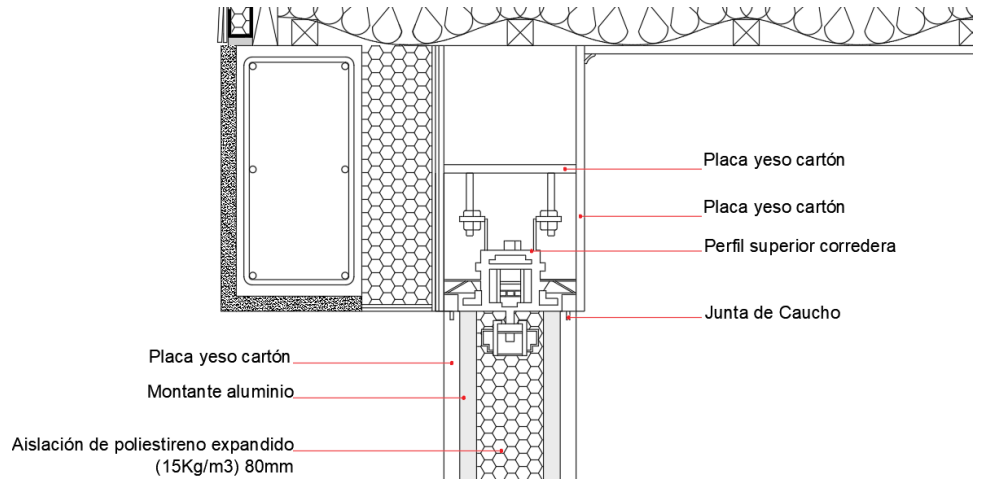 Placa yeso cartón
Placa yeso cartón
Perfil superior corredera
Junta de Caucho
Placa yeso cartón
Montante aluminio
Aislación de poliestireno expandido
(15Kg/m3) 80mm